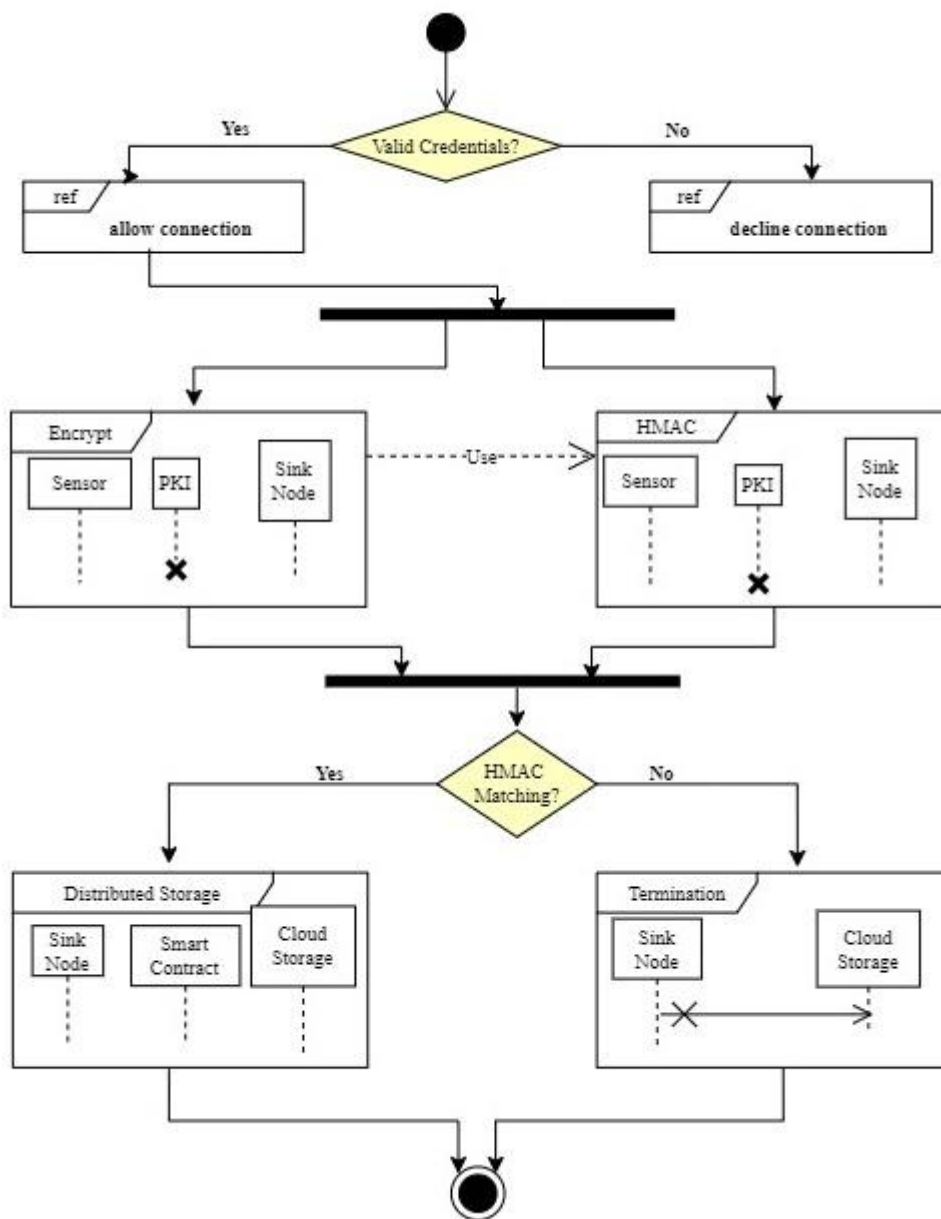 Yes
No
Valid Credentials?
ref
allow connection
ref
decline connection
Encrypt
Sensor
PKI
Sink
Node
Use
HMAC
Sensor
PKI
Sink
Node
HMAC
Matching?
Yes
No
Distributed Storage
Sink
Node
Smart
Contract
Cloud
Storage
Termination
Sink
Node
Cloud
Storage